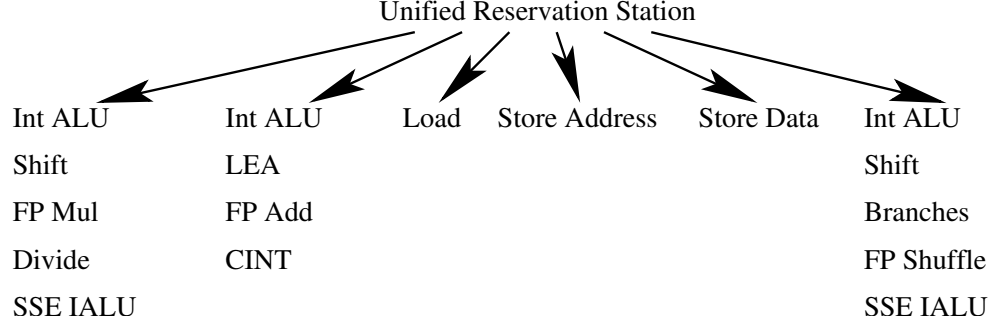 Unified Reservation Station
Int ALU Int ALU Load Store Address Store Data Int ALU
Shift LEA Shift
FP Mul FP Add Branches
Divide CINT FP Shuffle
SSE IALU SSE IALU